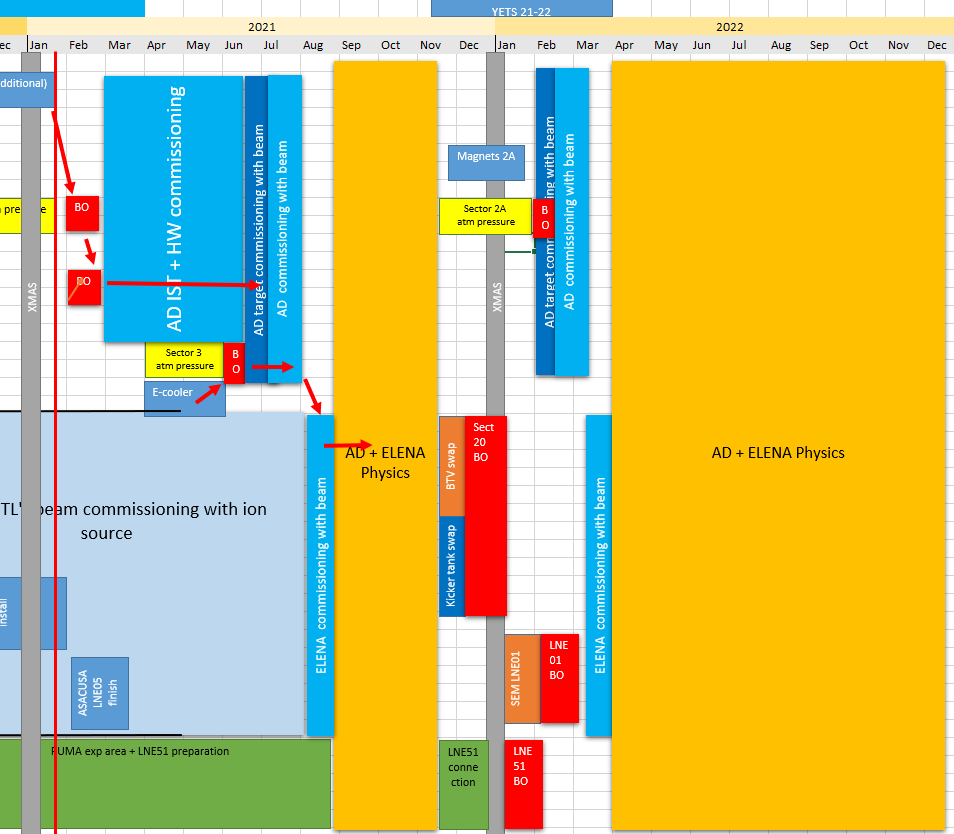 YETS 21-22
2021
2022
ec Jan Feb Mar Apr May Jun Jul Aug Sep Oct Nov Dec Jan Feb Mar Apr May Jun Jul Aug Sep Oct Nov Dec
dditional)
XMAS
BO
BO
AD IST + HW commissioning
AD target commissioning with beam
AD commissioning with beam
Sector 3
atm pressure
B
O
E-cooler
TL' beam commissioning with ion
source
install
ASACUSA
LNE05
finish
PUMA exp area + LNE51 preparation
ELENA commissioning with beam
AD + ELENA
Physics
Magnets 2A
Sector 2A
atm pressure
B
O
XMAS
AD target commissioning with beam
AD commissioning with beam
BTV swap
Kicker tank swap
Sect
20
BO
SEM LNE01
LNE
01
BO
LNE51
conne
ction
LNE
51
BO
ELENA commissioning with beam
AD + ELENA Physics